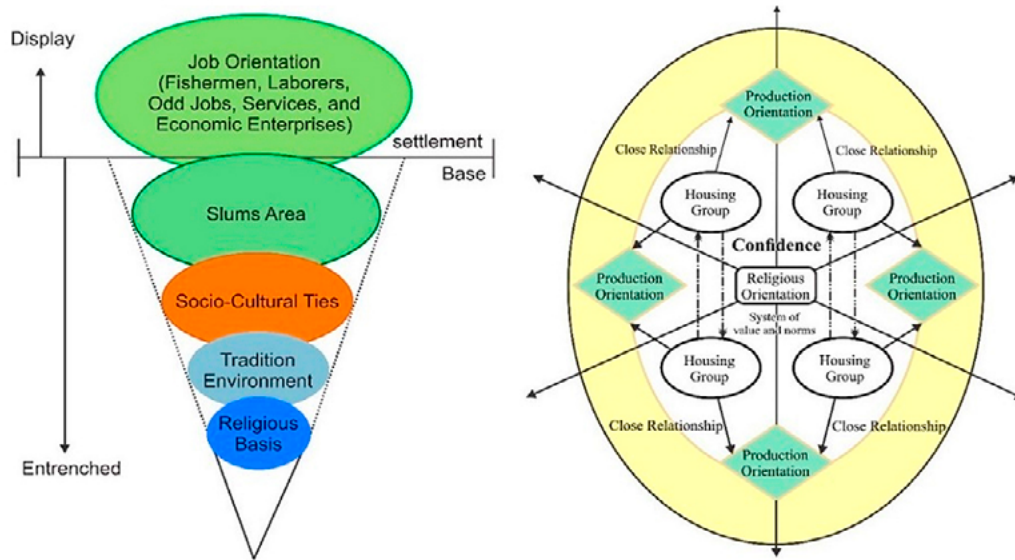 Display
Job Orientation
(Fishermen, Laborers,
Odd Jobs, Services, and
Economic Enterprises)
settlement
Base
Slums Area
Socio-Cultural Ties
Tradition
Environment
Religious
Basis
Entrenched
Production
Orientation
Close Relationship
Close Relationship
Housing
Group
Housing
Group
Confidence
Production
Orientation
Religious
Orientation
Production
Orientation
System of
value and norms
Housing
Group
Housing
Group
Close Relationship
Close Relationship
Production
Orientation